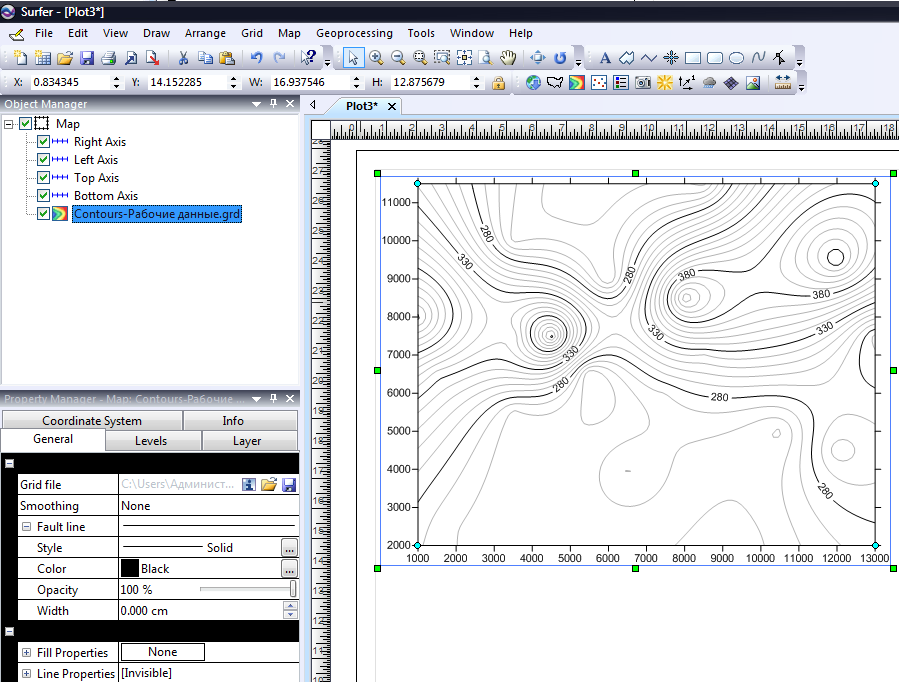 Surfer - [Plot3*]
File Edit View Draw Arrange Grid Map Geoprocessing Tools Window Help
X: 0.834345 Y: 14.152285 W: 16.937546 H: 12.875679
Object Manager
Plot3*
Map
Right Axis
Left Axis
Top Axis
Bottom Axis
Contours-Рабочие данные.grd
Property Manager - Map: Contours-Рабочие ...
Coordinate System Info
General Levels Layer
Grid file C:\Users\Админист...
Smoothing None
Fault line
Style Solid ...
Color Black ...
Opacity 100 %
Width 0.000 cm
Fill Properties None
Line Properties [Invisible]
0 1 2 3 4 5 6 7 8 9 10 11 12 13 14 15 16 17 18
27
26
25
24
23
22
21
20
19
18
17
16
15
14
13
12
11
11000
10000
9000
8000
7000
6000
5000
4000
3000
2000
1000 2000 3000 4000 5000 6000 7000 8000 9000 10000 11000 12000 13000
280
330
280
380
380
330
330
330
280
280
280